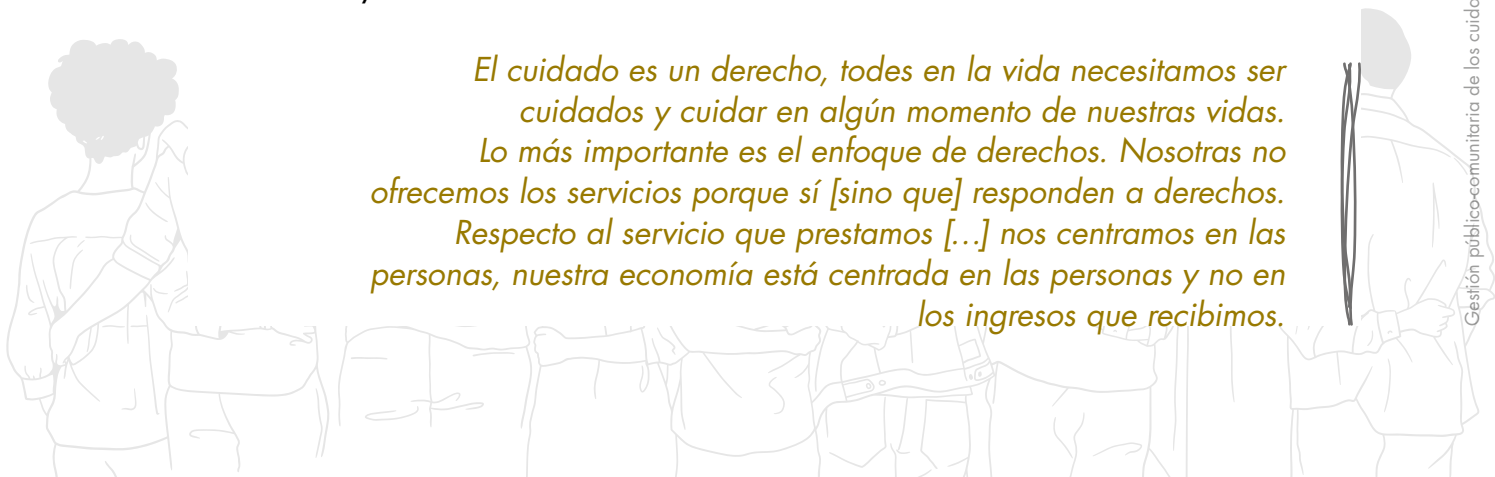 El cuidado es un derecho, todes en la vida necesitamos ser
cuidados y cuidar en algún momento de nuestras vidas.
Lo más importante es el enfoque de derechos. Nosotras no
ofrecemos los servicios porque sí [sino que] responden a derechos.
Respecto al servicio que prestamos [...] nos centramos en las
personas, nuestra economía está centrada en las personas y no en
los ingresos que recibimos.
Gestión público-comunitaria de los